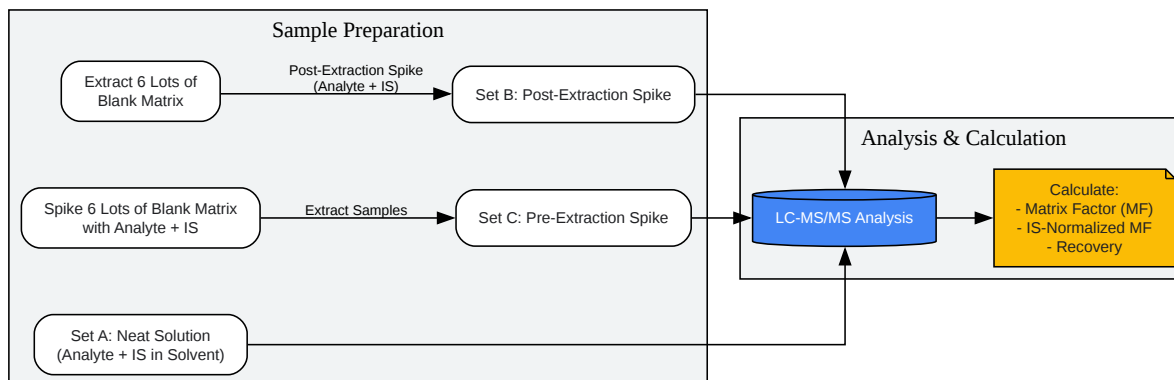 Sample Preparation
Extract 6 Lots of
Blank Matrix
Post-Extraction Spike
(Analyte + IS)
Set B: Post-Extraction Spike
Spike 6 Lots of Blank Matrix
with Analyte + IS
Extract Samples
Set C: Pre-Extraction Spike
Set A: Neat Solution
(Analyte + IS in Solvent)
Analysis & Calculation
LC-MS/MS Analysis
Calculate:
- Matrix Factor (MF)
- IS-Normalized MF
- Recovery